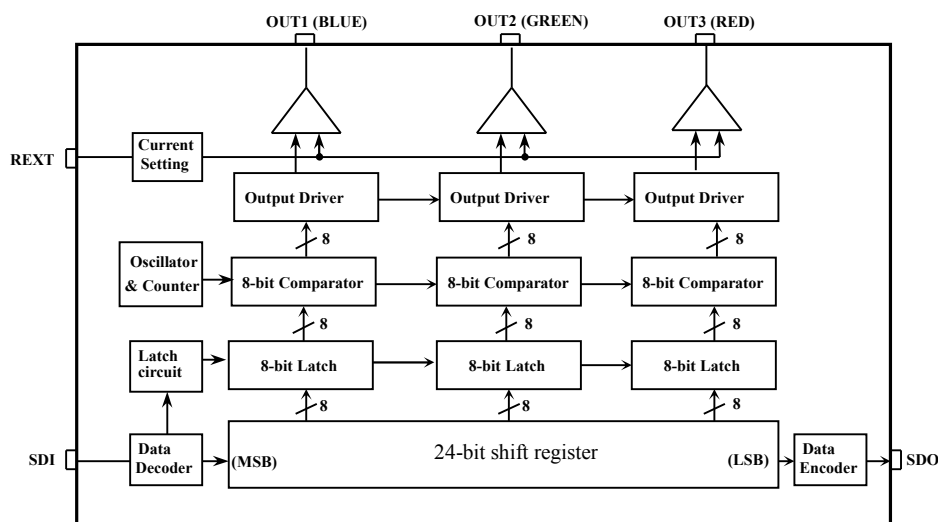 OUT1 (BLUE)
OUT2 (GREEN)
OUT3 (RED)
REXT
Current
Setting
Output Driver
Output Driver
Output Driver
8
8
8
Oscillator
& Counter
8-bit Comparator
8-bit Comparator
8-bit Comparator
8
8
8
Latch
circuit
8-bit Latch
8-bit Latch
8-bit Latch
8
8
8
SDI
Data
Decoder
(MSB)
24-bit shift register
(LSB)
Data
Encoder
SDO